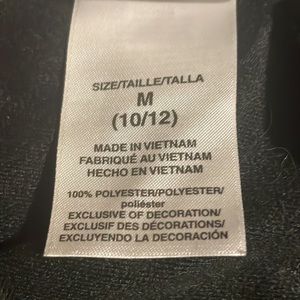 SIZE/TAILLE/TALLA
M
(10/12)
MADE IN VIETNAM
FABRIQUÉ AU VIETNAM
HECHO EN VIETNAM
100% POLYESTER/POLYESTER/
poliéster
EXCLUSIVE OF DECORATION/
EXCLUSIF DES DÉCORATIONS/
EXCLUYENDO LA DECORACIÓN